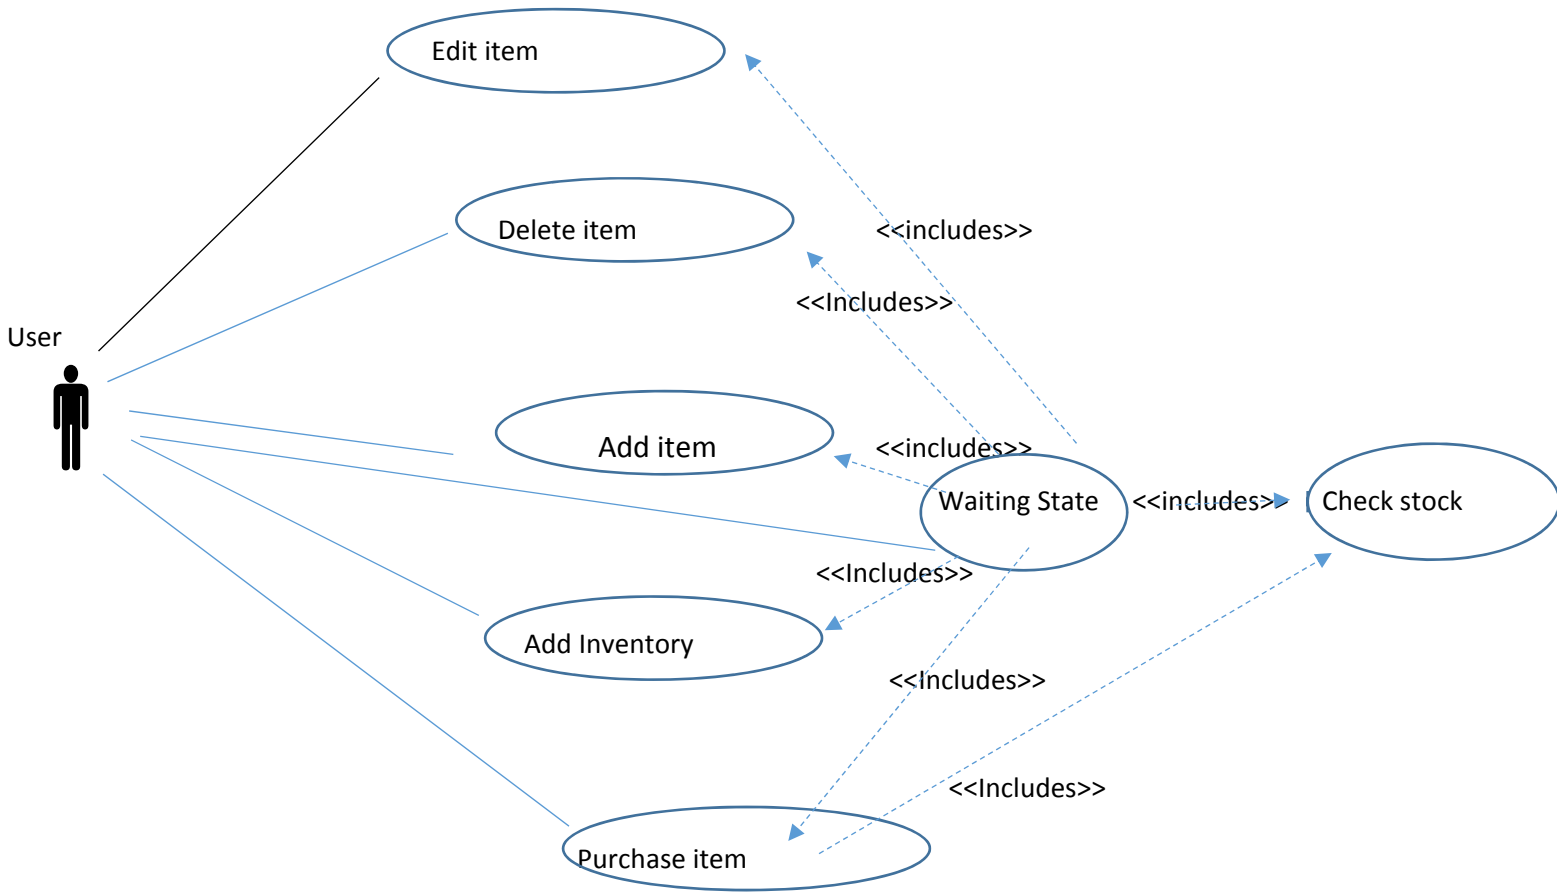 Edit item
Delete item
<<includes>>
<<Includes>>
User
Add item
<<includes>>
Waiting State
<<includes>>
Check stock
<<Includes>>
Add Inventory
<<Includes>>
<<Includes>>
Purchase item